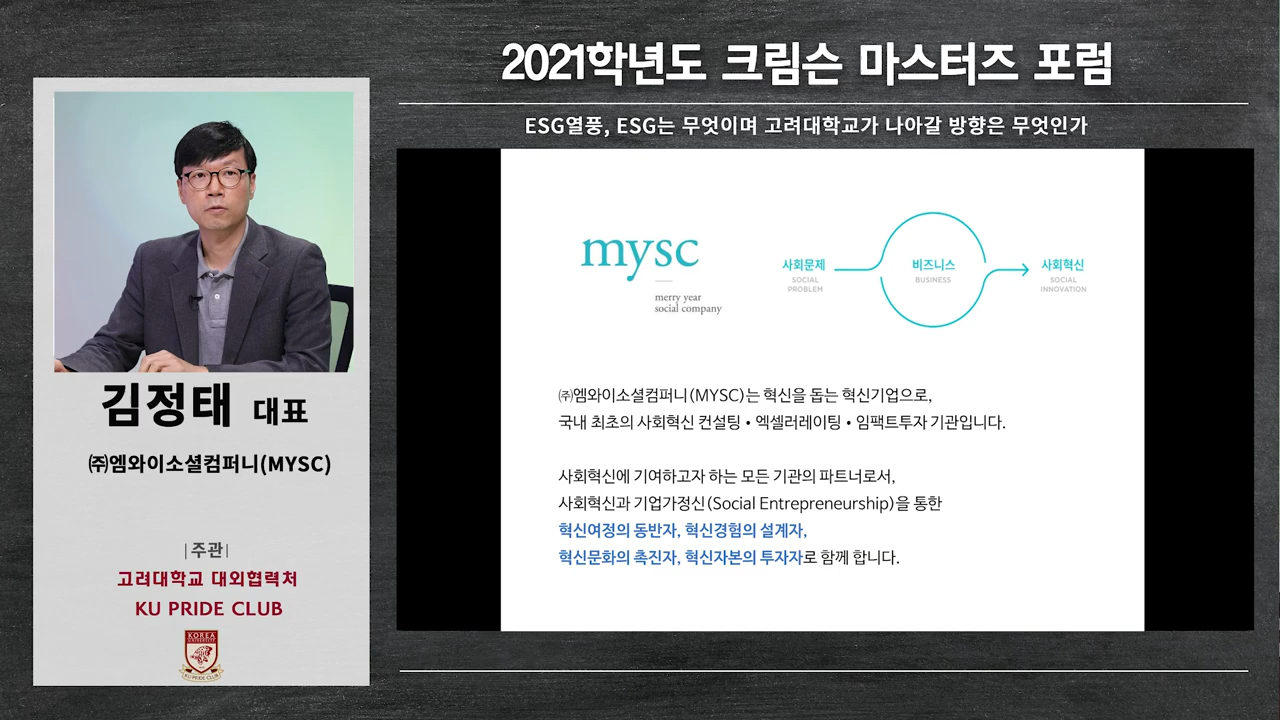 2021학년도 크림슨 마스터즈 포럼
ESG열풍, ESG는 무엇이며 고려대학교가 나아갈 방향은 무엇인가
김정태 대표
㈜엠와이소셜컴퍼니(MYSC)
|주관|
고려대학교 대외협력처
KU PRIDE CLUB
KOREA
UNIVERSITY
KU PRIDE CLUB
mysc
merry year
social company
사회문제
SOCIAL
PROBLEM
비즈니스
BUSINESS
사회혁신
SOCIAL
INNOVATION
㈜엠와이소셜컴퍼니(MYSC)는 혁신을 돕는 혁신기업으로,
국내 최초의 사회혁신 컨설팅 • 엑셀러레이팅 • 임팩트투자 기관입니다.
사회혁신에 기여하고자 하는 모든 기관의 파트너로서,
사회혁신과 기업가정신(Social Entrepreneurship)을 통한
혁신여정의 동반자, 혁신경험의 설계자,
혁신문화의 촉진자, 혁신자본의 투자자로 함께 합니다.